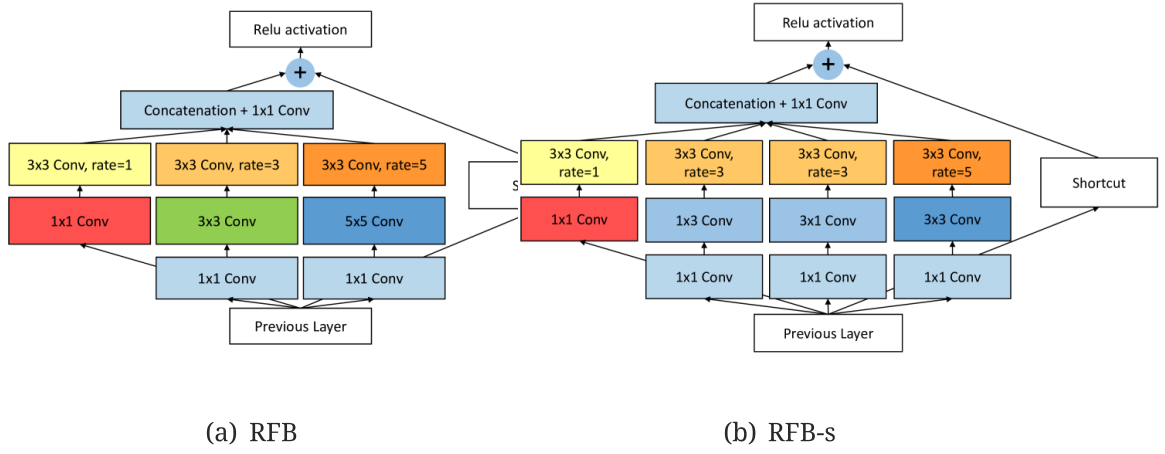 Relu activation
+
Concatenation + 1x1 Conv
3x3 Conv, rate=1
3x3 Conv, rate=3
3x3 Conv, rate=5
1x1 Conv
3x3 Conv
5x5 Conv
1x1 Conv
1x1 Conv
Previous Layer
(a) RFB
Relu activation
+
Concatenation + 1x1 Conv
3x3 Conv,
rate=1
3x3 Conv,
rate=3
3x3 Conv,
rate=3
3x3 Conv,
rate=5
Shortcut
1x1 Conv
1x3 Conv
3x1 Conv
3x3 Conv
1x1 Conv
1x1 Conv
1x1 Conv
Previous Layer
(b) RFB-s